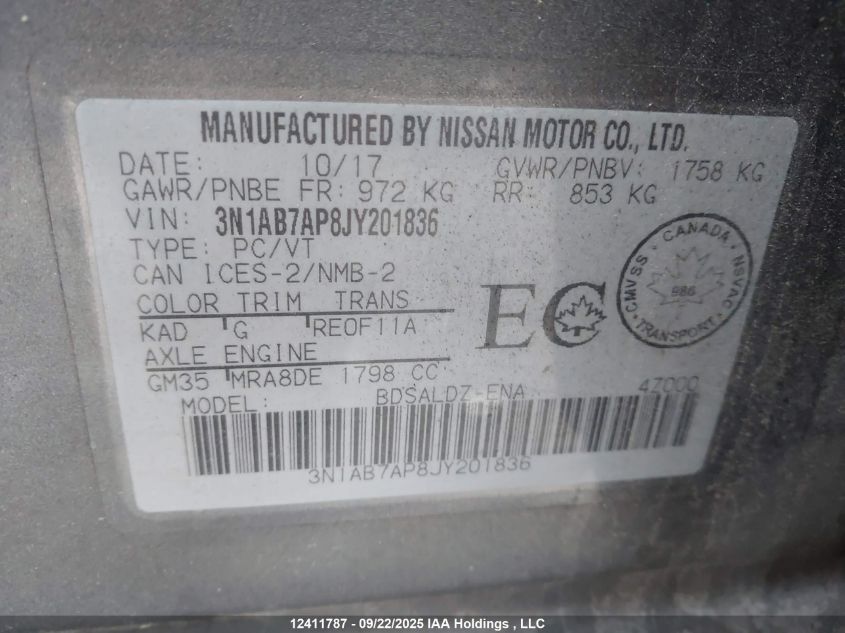 MANUFACTURED BY NISSAN MOTOR CO., LTD.
DATE: 10/17 GVWR/PNBV: 1758 KG
GAWR/PNBE FR: 972 KG RR: 853 KG
VIN: 3N1AB7AP8JY201836
TYPE: PC/VT
CAN ICES-2/NMB-2
COLOR TRIM TRANS
KAD G RE0F11A
AXLE ENGINE
GM35 MRA8DE 1798 CC
MODEL: BDSALDZ-ENA 4Z000
3N1AB7AP8JY201836
EC
CANADA
CMVSS NSVAC
986
TRANSPORT
12411787 - 09/22/2025 IAA Holdings , LLC